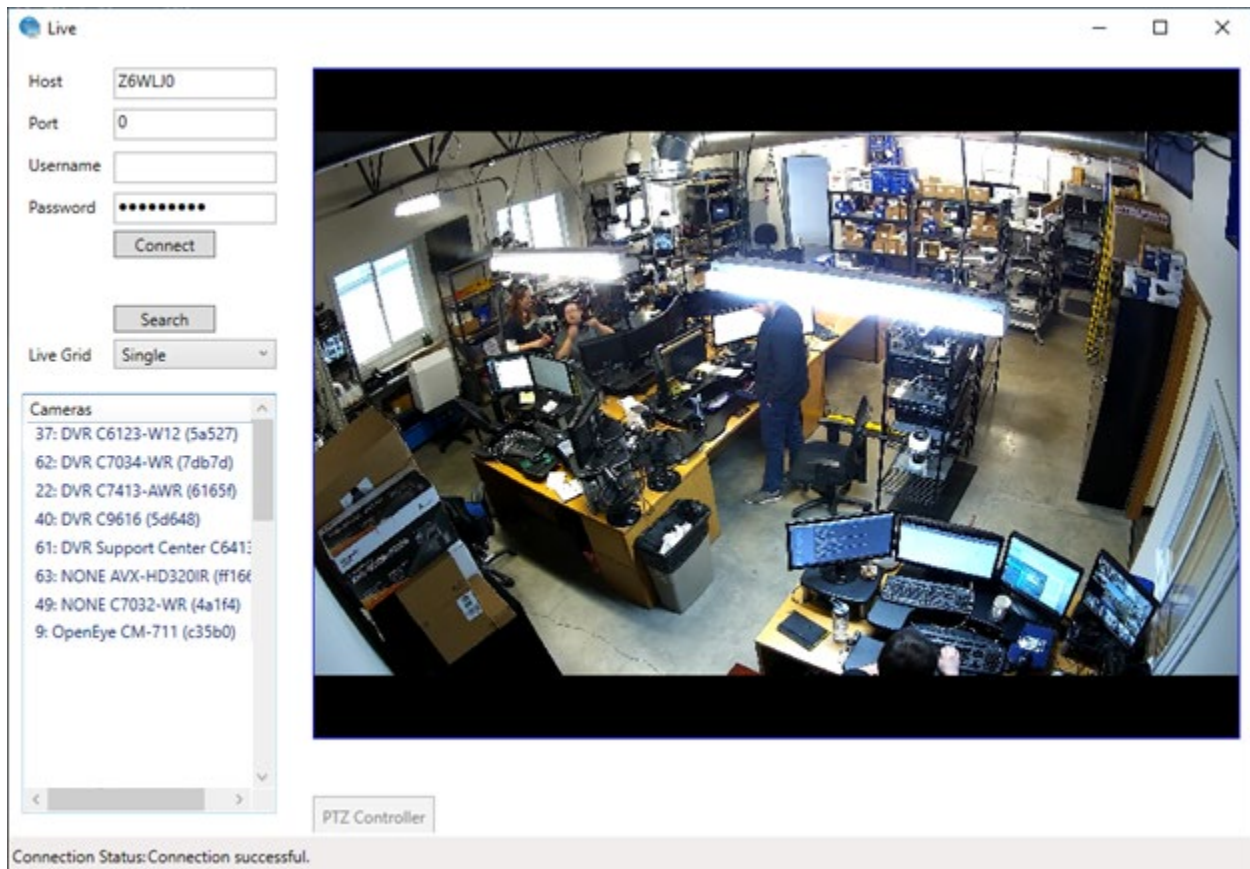 Live
Host Z6WLJ0
Port 0
Username
Password ●●●●●●●●●
Connect
Search
Live Grid Single
Cameras
37: DVR C6123-W12 (5a527)
62: DVR C7034-WR (7db7d)
22: DVR C7413-AWR (6165f)
40: DVR C9616 (5d648)
61: DVR Support Center C6413
63: NONE AVX-HD320IR (ff166
49: NONE C7032-WR (4a1f4)
9: OpenEye CM-711 (c35b0)
PTZ Controller
Connection Status:Connection successful.